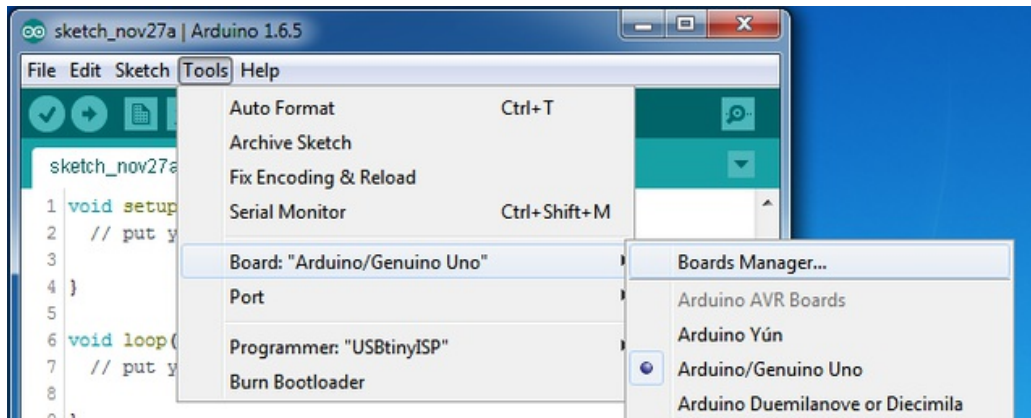 sketch_nov27a | Arduino 1.6.5
File Edit Sketch Tools Help
sketch_nov27a
Auto Format Ctrl+T
Archive Sketch
Fix Encoding & Reload
Serial Monitor Ctrl+Shift+M
Board: "Arduino/Genuino Uno"
Port
Programmer: "USBtinyISP"
Burn Bootloader
Boards Manager...
Arduino AVR Boards
Arduino Yún
Arduino/Genuino Uno
Arduino Duemilanove or Diecimila
1 void setup
2 // put y
3
4 }
5
6 void loop(
7 // put y
8